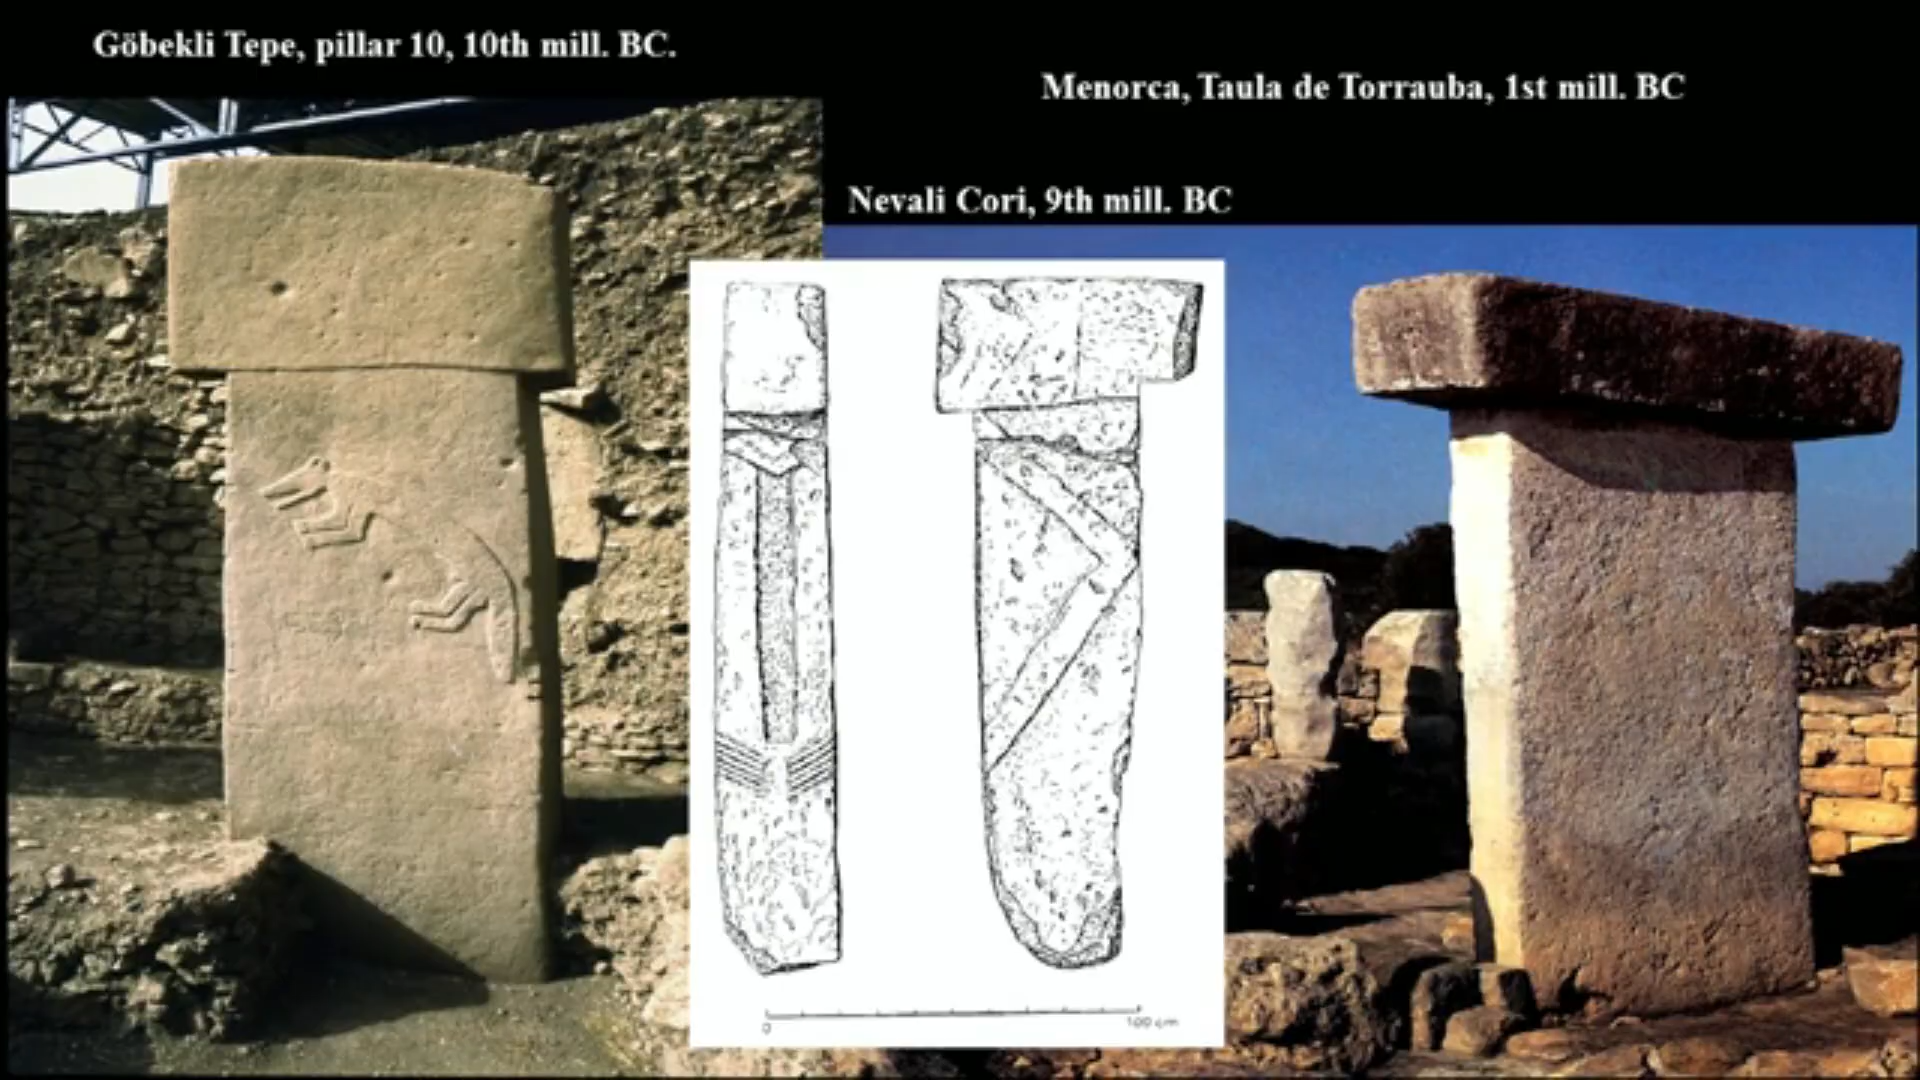 Göbekli Tepe, pillar 10, 10th mill. BC.
Menorca, Taula de Torrauba, 1st mill. BC
Nevali Cori, 9th mill. BC
0 100 cm